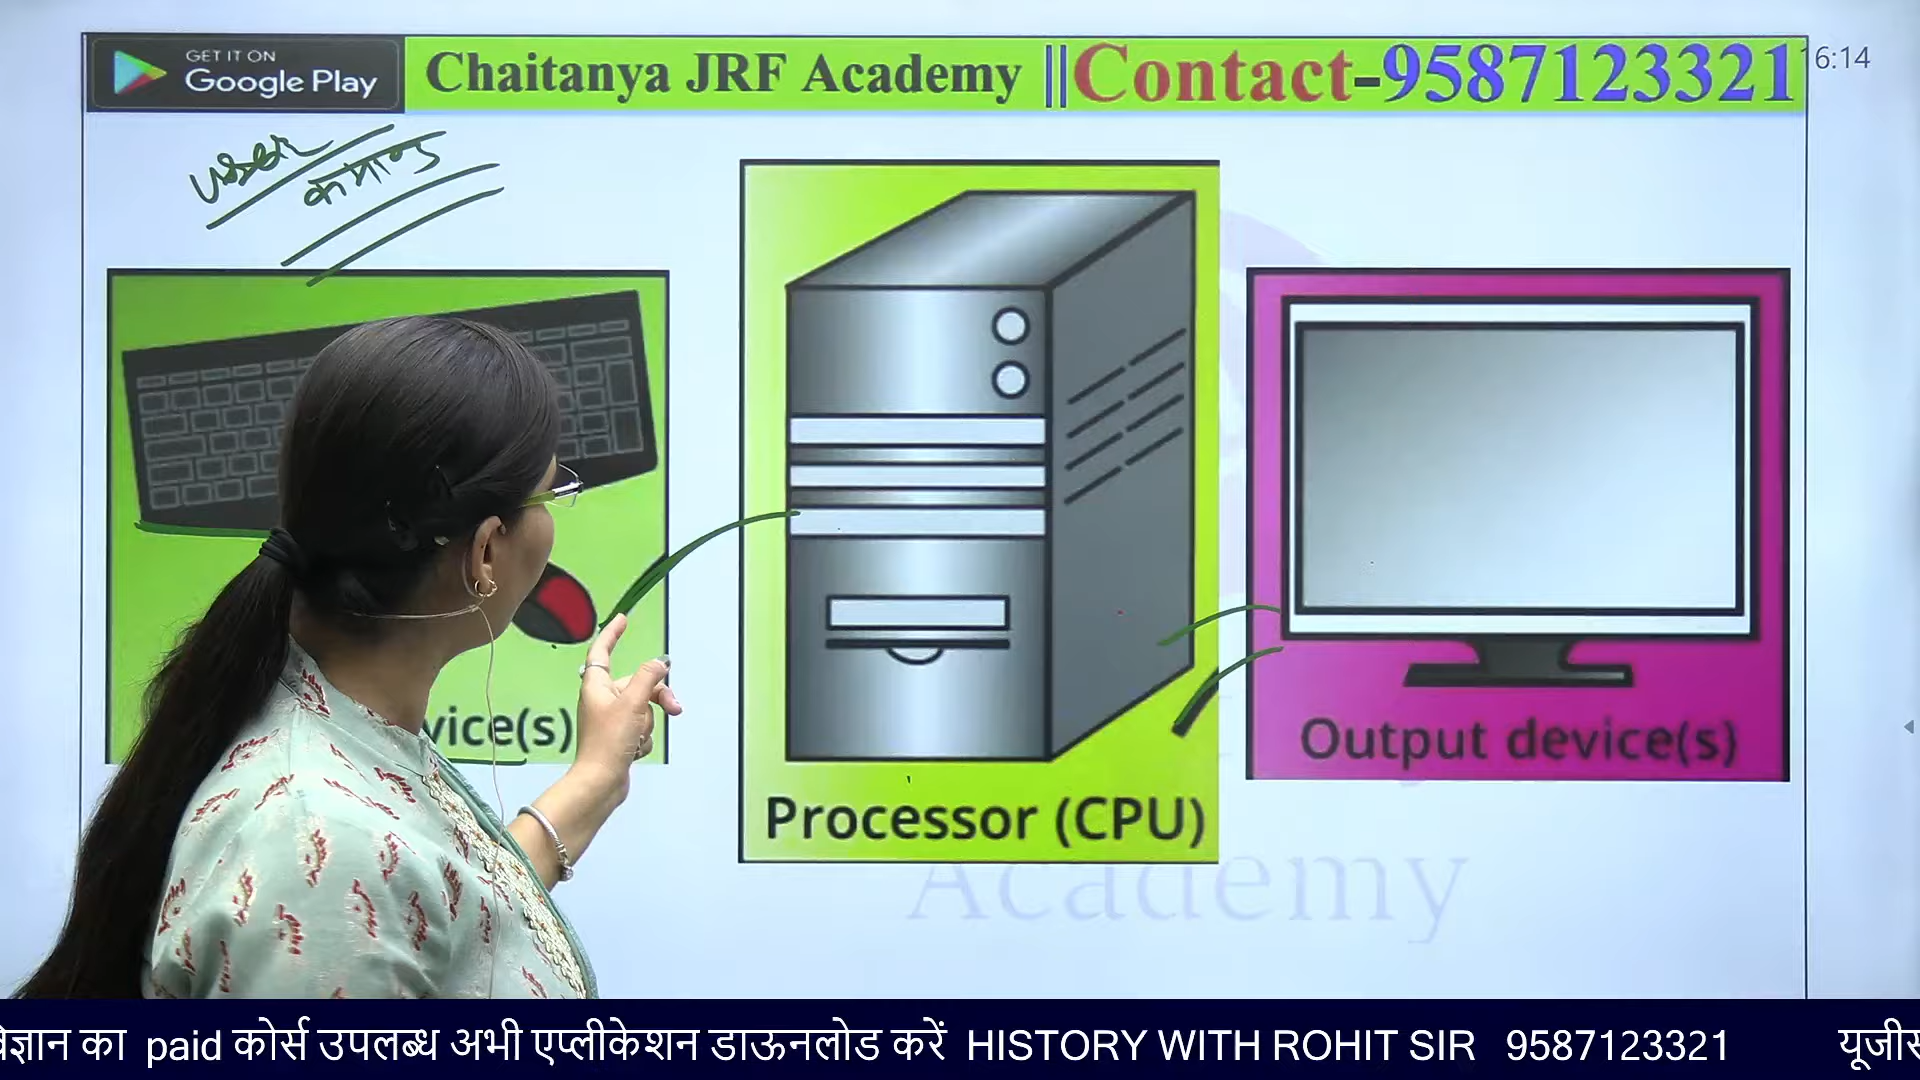 GET IT ON
Google Play
Chaitanya JRF Academy ||Contact-9587123321
16:14
user
कमाण्ड
vice(s)
Processor (CPU)
Output device(s)
Academy
विज्ञान का paid कोर्स उपलब्ध अभी एप्लीकेशन डाऊनलोड करें HISTORY WITH ROHIT SIR 9587123321 यूजीस